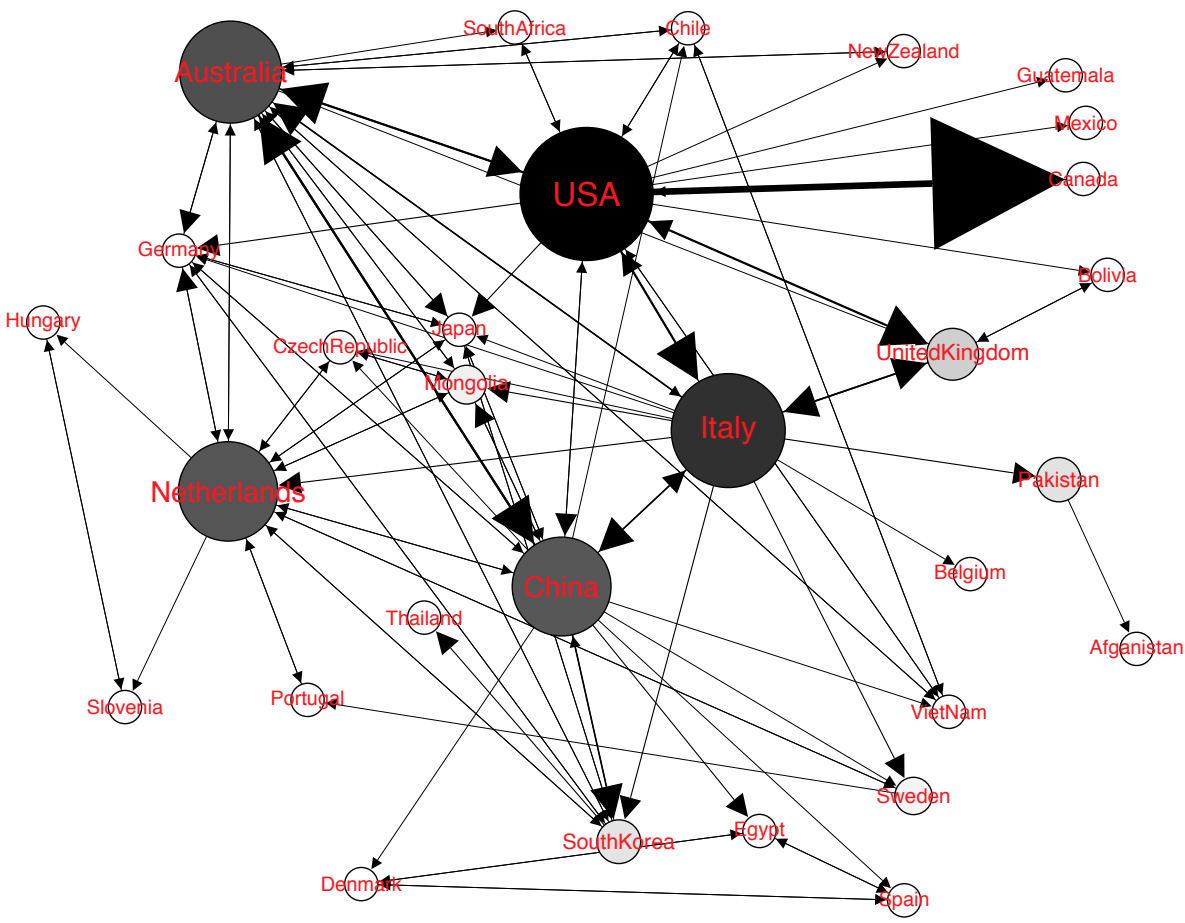 SouthAfrica
Chile
NewZealand
Australia
Guatemala
Mexico
Canada
USA
Germany
Bolivia
Hungary
Japan
CzechRepublic
UnitedKingdom
Mongolia
Italy
Pakistan
Netherlands
Belgium
China
Thailand
Afganistan
Portugal
Slovenia
VietNam
Sweden
Egypt
SouthKorea
Denmark
Spain